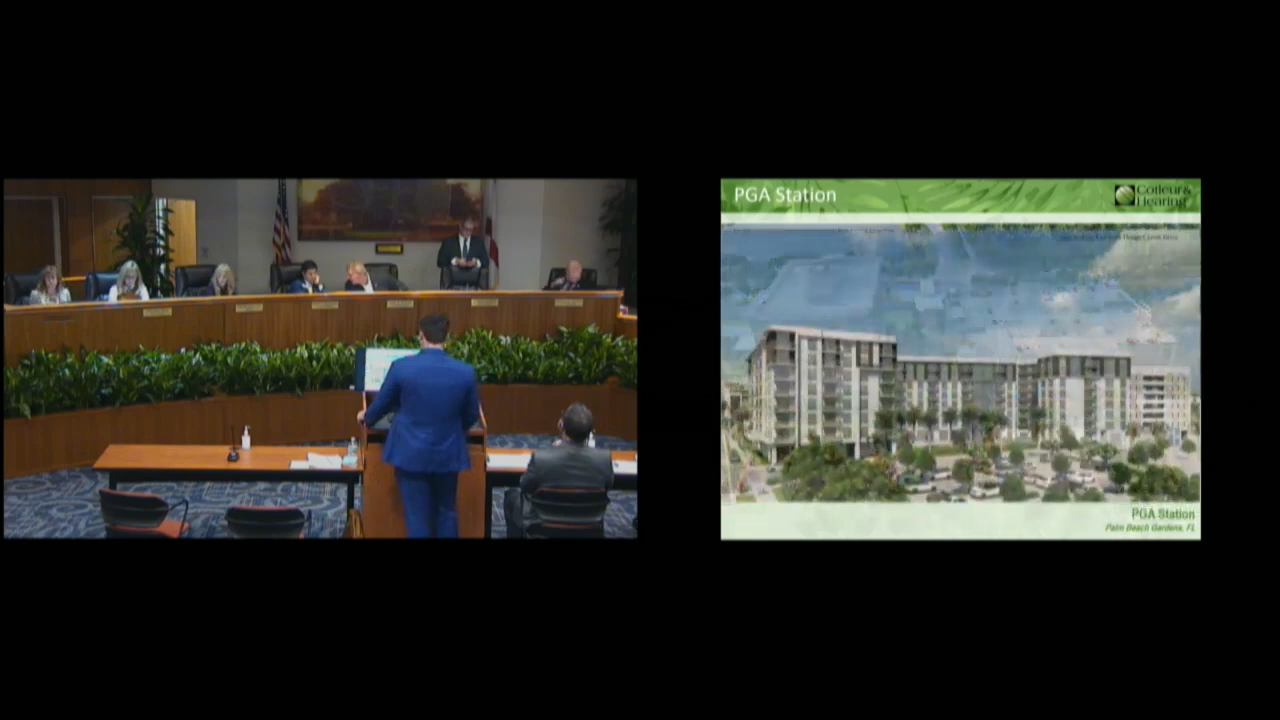 PGA Station
Cotleur &
Hearing
PGA Station
Palm Beach Gardens, FL